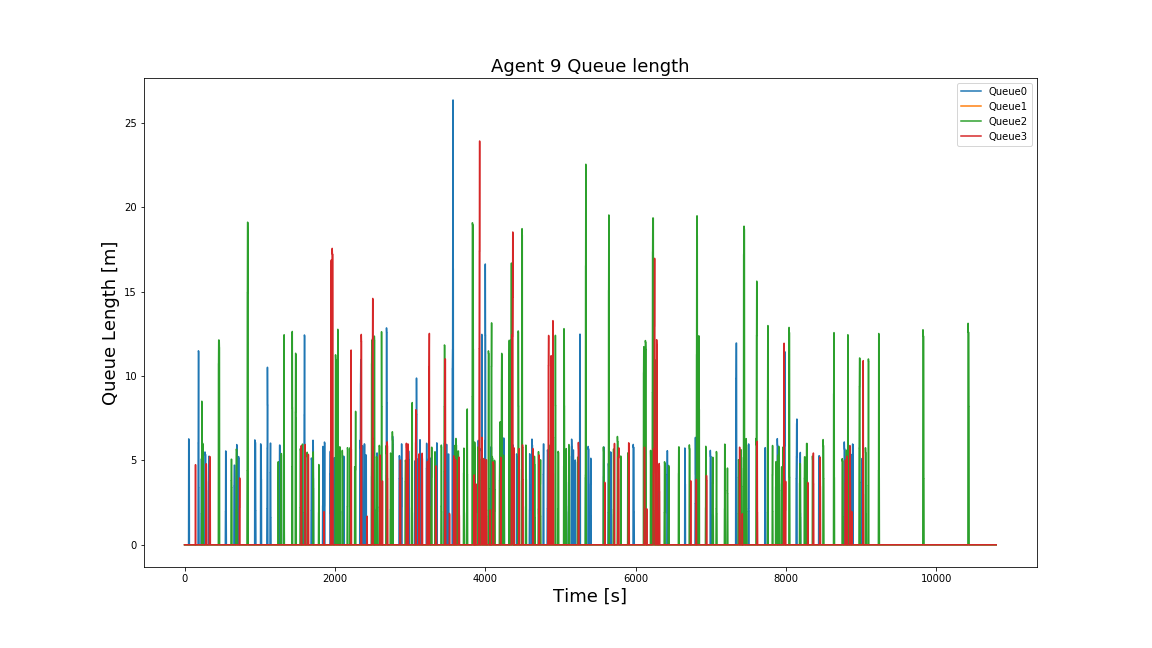 Agent 9 Queue length
Queue0
Queue1
Queue2
Queue3
25
20
15
10
5
0
Queue Length [m]
0 2000 4000 6000 8000 10000
Time [s]